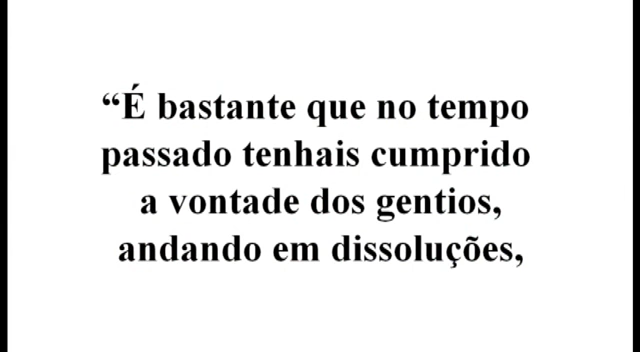 “É bastante que no tempo
passado tenhais cumprido
a vontade dos gentios,
andando em dissoluções,